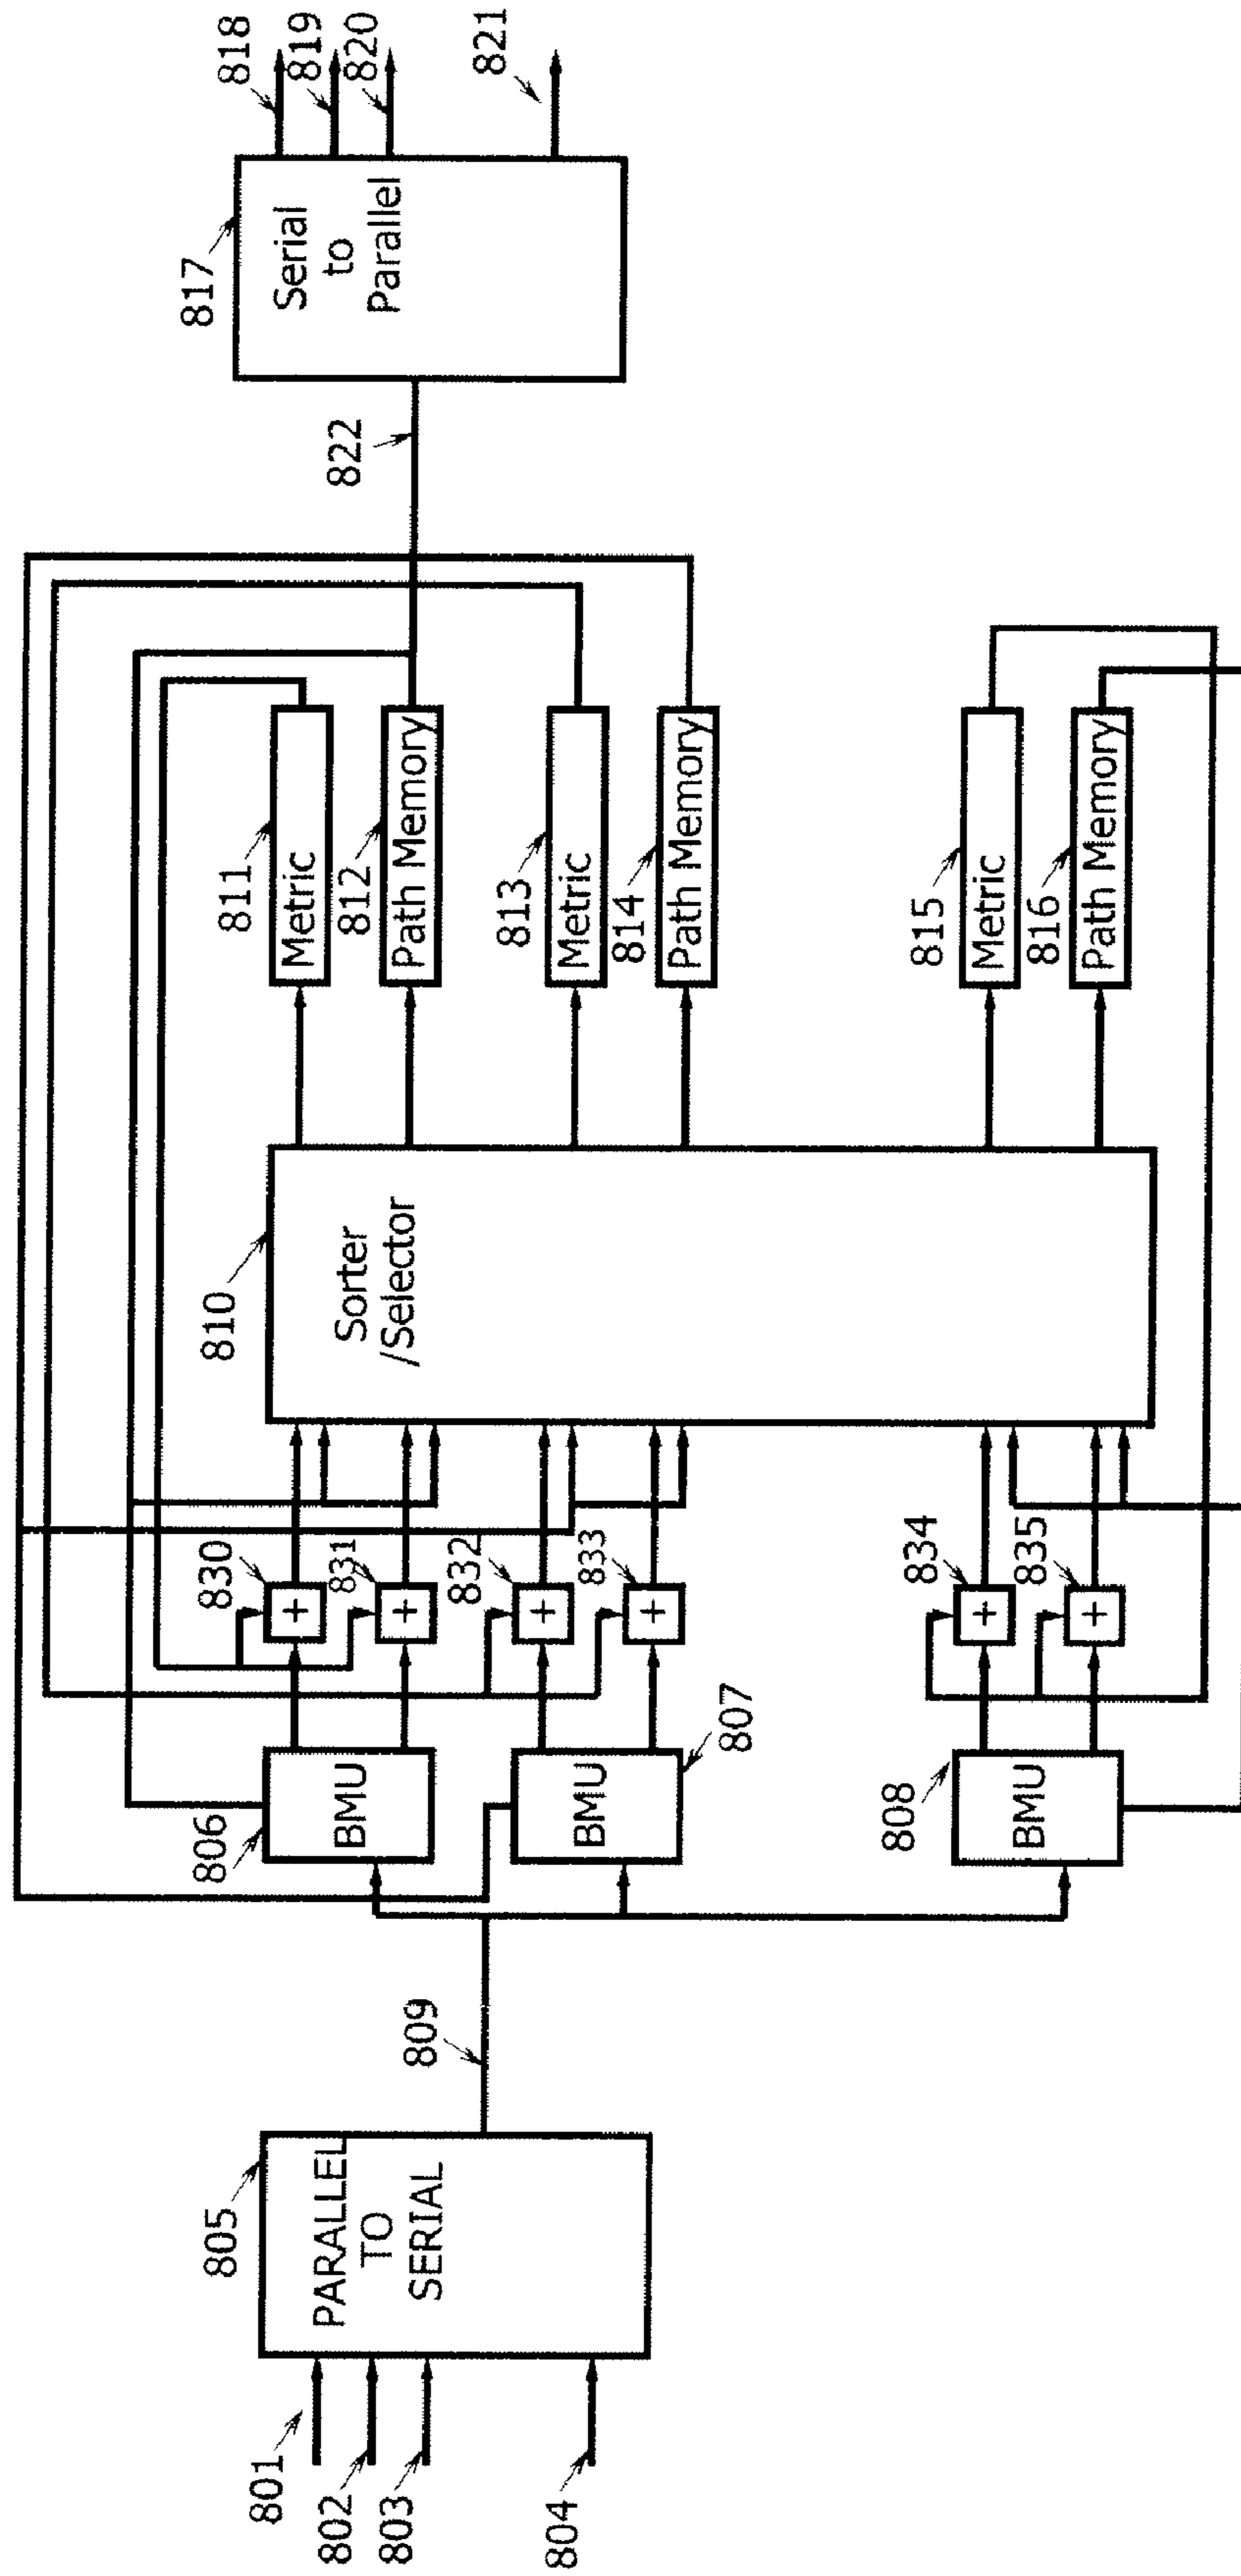 801
802
803
804
805
PARALLEL
TO
SERIAL
809
806
BMU
807
BMU
808
BMU
830
+
831
+
832
+
833
+
834
+
835
+
810
Sorter
/Selector
811
Metric
812
Path Memory
813
Metric
814
Path Memory
815
Metric
816
Path Memory
822
817
Serial
to
Parallel
818
819
820
821